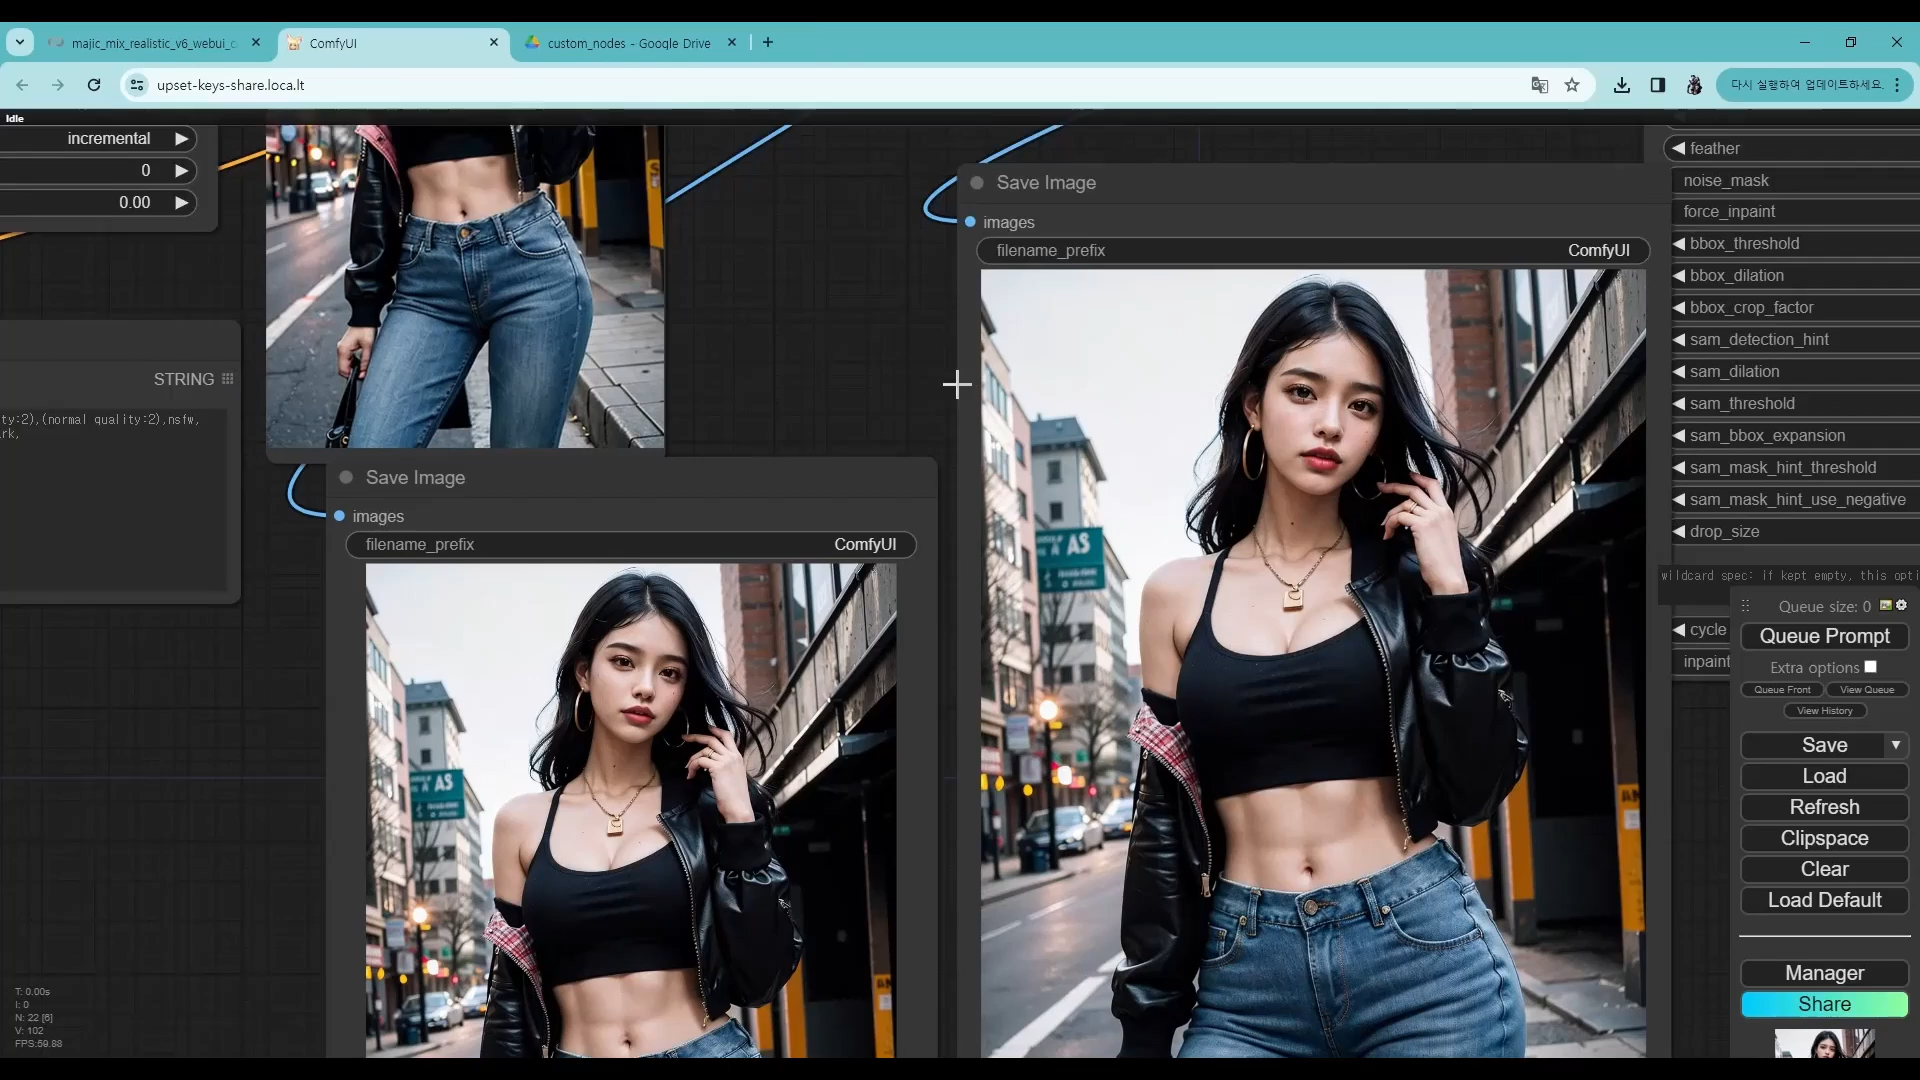 majic_mix_realistic_v6_webui_c
ComfyUI
custom_nodes - Google Drive
upset-keys-share.loca.lt
다시 실행하여 업데이트하세요.
Idle
incremental
0
0.00
STRING
ty:2),(normal quality:2),nsfw,
rk,
Save Image
images
filename_prefix ComfyUI
AS
Save Image
images
filename_prefix ComfyUI
AS
feather
noise_mask
force_inpaint
bbox_threshold
bbox_dilation
bbox_crop_factor
sam_detection_hint
sam_dilation
sam_threshold
sam_bbox_expansion
sam_mask_hint_threshold
sam_mask_hint_use_negative
drop_size
wildcard spec: if kept empty, this opti
cycle
inpaint
Queue size: 0
Queue Prompt
Extra options
Queue Front View Queue
View History
Save
Load
Refresh
Clipspace
Clear
Load Default
Manager
Share
T: 0.00s
I: 0
N: 22 [6]
V: 102
FPS:59.88